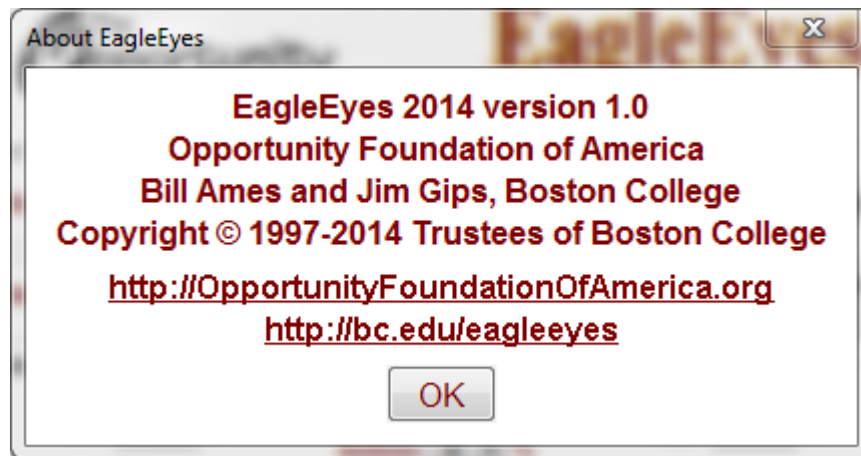 About EagleEyes
EagleEyes 2014 version 1.0
Opportunity Foundation of America
Bill Ames and Jim Gips, Boston College
Copyright © 1997-2014 Trustees of Boston College
http://OpportunityFoundationOfAmerica.org
http://bc.edu/eagleeyes
OK